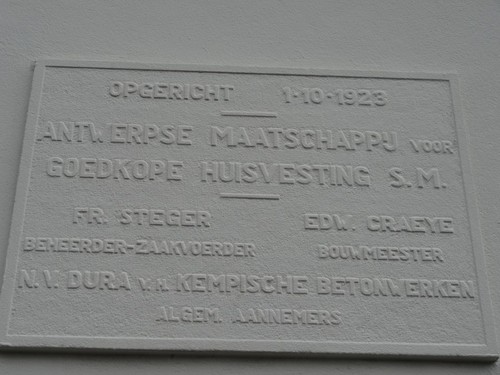 OPGERICHT 1-10-1923
ANTWERPSE MAATSCHAPPIJ VOOR
GOEDKOPE HUISVESTING S.M.
FR. STEGER EDW. CRAEYE
BEHEERDER-ZAAKVOERDER BOUWMEESTER
N.V. DURA V.H. KEMPISCHE BETONWERKEN
ALGEM. AANNEMERS